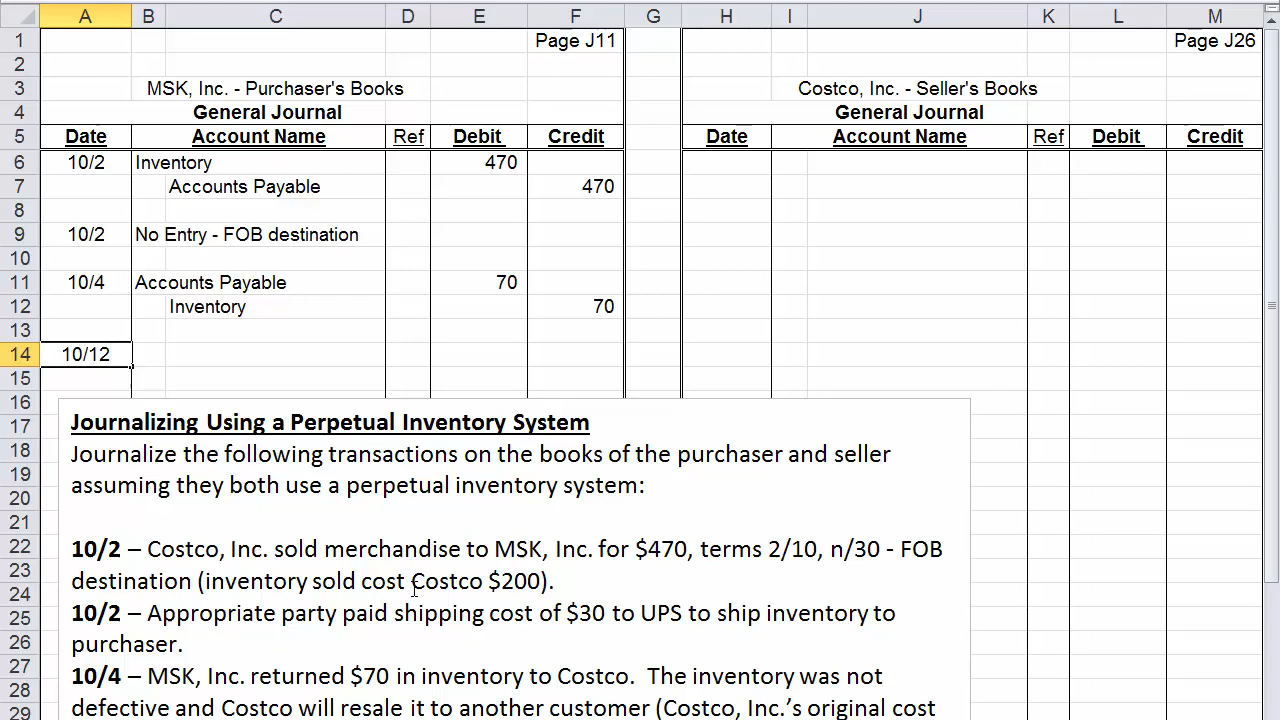 A B C D E F G H I J K L M
1 Page J11 Page J26
2
3 MSK, Inc. - Purchaser's Books Costco, Inc. - Seller's Books
4 General Journal General Journal
5 Date Account Name Ref Debit Credit Date Account Name Ref Debit Credit
6 10/2 Inventory 470
7 Accounts Payable 470
8
9 10/2 No Entry - FOB destination
10
11 10/4 Accounts Payable 70
12 Inventory 70
13
14 10/12
15
16
17 Journalizing Using a Perpetual Inventory System
18 Journalize the following transactions on the books of the purchaser and seller
19 assuming they both use a perpetual inventory system:
20
21
22 10/2 – Costco, Inc. sold merchandise to MSK, Inc. for $470, terms 2/10, n/30 - FOB
23 destination (inventory sold cost Costco $200).
24
25 10/2 – Appropriate party paid shipping cost of $30 to UPS to ship inventory to
26 purchaser.
27 10/4 – MSK, Inc. returned $70 in inventory to Costco. The inventory was not
28
29 defective and Costco will resale it to another customer (Costco, Inc.’s original cost